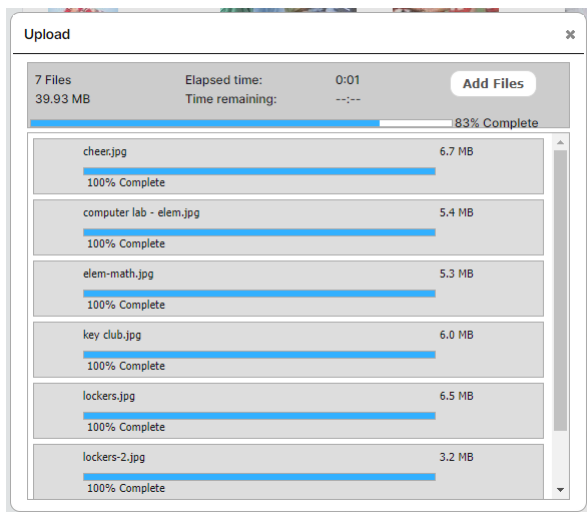 Upload
7 Files Elapsed time: 0:01 Add Files
39.93 MB Time remaining: --:--
83% Complete
cheer.jpg 6.7 MB
100% Complete
computer lab - elem.jpg 5.4 MB
100% Complete
elem-math.jpg 5.3 MB
100% Complete
key club.jpg 6.0 MB
100% Complete
lockers.jpg 6.5 MB
100% Complete
lockers-2.jpg 3.2 MB
100% Complete